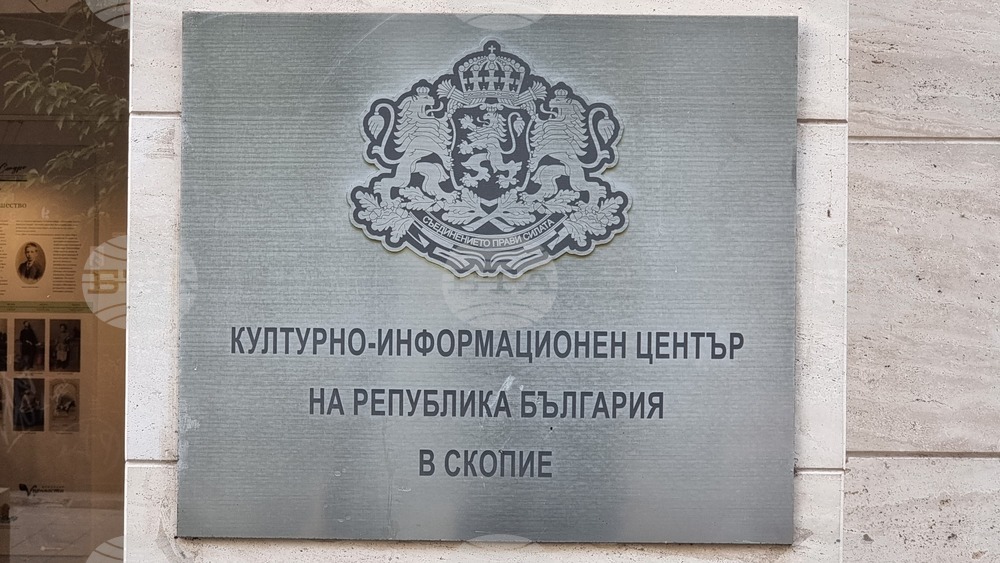 СЪЕДИНЕНИЕТО ПРАВИ СИЛАТА
КУЛТУРНО-ИНФОРМАЦИОНЕН ЦЕНТЪР
НА РЕПУБЛИКА БЪЛГАРИЯ
В СКОПИЕ